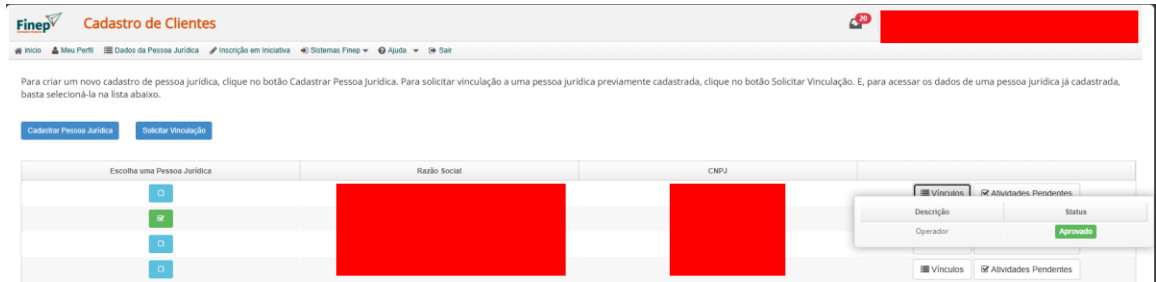 Finep
Cadastro de Clientes
20
Início Meu Perfil Dados da Pessoa Jurídica Inscrição em Iniciativa Sistemas Finep Ajuda Sair
Para criar um novo cadastro de pessoa jurídica, clique no botão Cadastrar Pessoa Jurídica. Para solicitar vinculação a uma pessoa jurídica previamente cadastrada, clique no botão Solicitar Vinculação. E, para acessar os dados de uma pessoa jurídica já cadastrada,
basta selecioná-la na lista abaixo.
Cadastrar Pessoa Jurídica Solicitar Vinculação
Escolha uma Pessoa Jurídica Razão Social CNPJ
Vínculos Atividades Pendentes
Descrição Status
Operador Aprovado
Vínculos Atividades Pendentes